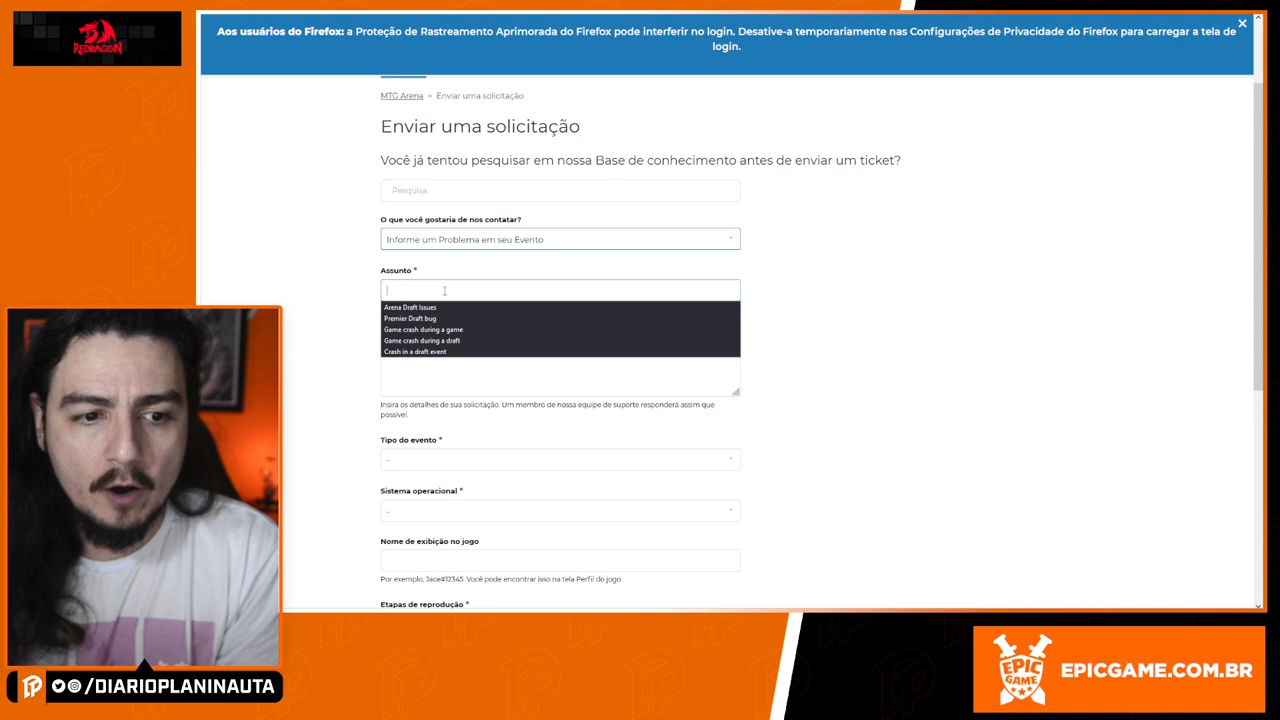 REDRAGON
Aos usuários do Firefox: a Proteção de Rastreamento Aprimorada do Firefox pode interferir no login. Desative-a temporariamente nas Configurações de Privacidade do Firefox para carregar a tela de
login.
MTG Arena > Enviar uma solicitação
Enviar uma solicitação
Você já tentou pesquisar em nossa Base de conhecimento antes de enviar um ticket?
Pesquisa
O que você gostaria de nos contatar?
Informe um Problema em seu Evento
Assunto *
Arena Draft Issues
Premier Draft bug
Game crash during a game
Game crash during a draft
Crash in a draft event
Insira os detalhes de sua solicitação. Um membro de nossa equipe de suporte responderá assim que
possível.
Tipo do evento *
-
Sistema operacional *
-
Nome de exibição no jogo
Por exemplo, Jace#12345. Você pode encontrar isso na tela Perfil do jogo.
Etapas de reprodução *
/DIARIOPLANINAUTA
EPIC
GAME
EPICGAME.COM.BR